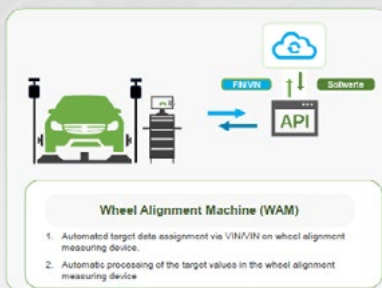 FIN/VIN
Sollwerte
API
Wheel Alignment Machine (WAM)
1. Automated target data assignment via VIN/VIN on wheel alignment
measuring device.
2. Automatic processing of the target values in the wheel alignment
measuring device